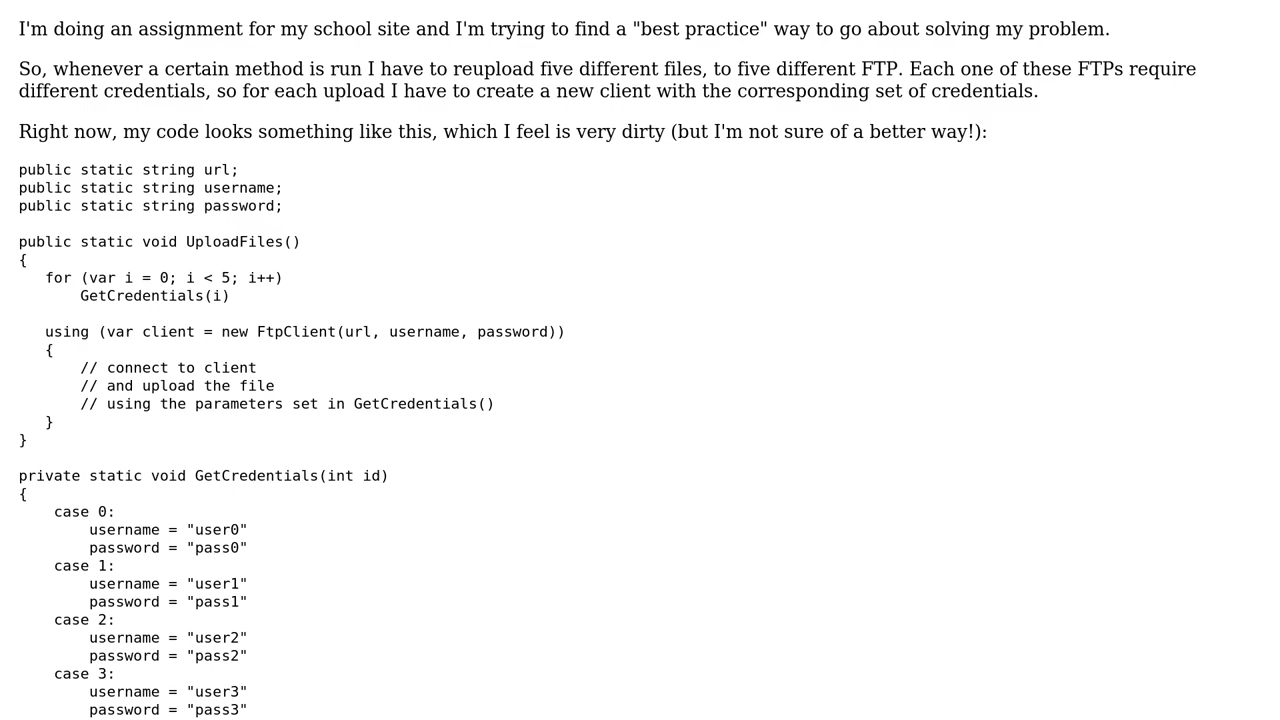 I'm doing an assignment for my school site and I'm trying to find a "best practice" way to go about solving my problem.
So, whenever a certain method is run I have to reupload five different files, to five different FTP. Each one of these FTPs require
different credentials, so for each upload I have to create a new client with the corresponding set of credentials.
Right now, my code looks something like this, which I feel is very dirty (but I'm not sure of a better way!):
public static string url;
public static string username;
public static string password;

public static void UploadFiles()
{
   for (var i = 0; i < 5; i++)
       GetCredentials(i)

   using (var client = new FtpClient(url, username, password))
   {
       // connect to client
       // and upload the file
       // using the parameters set in GetCredentials()
   }
}

private static void GetCredentials(int id)
{
    case 0:
        username = "user0"
        password = "pass0"
    case 1:
        username = "user1"
        password = "pass1"
    case 2:
        username = "user2"
        password = "pass2"
    case 3:
        username = "user3"
        password = "pass3"